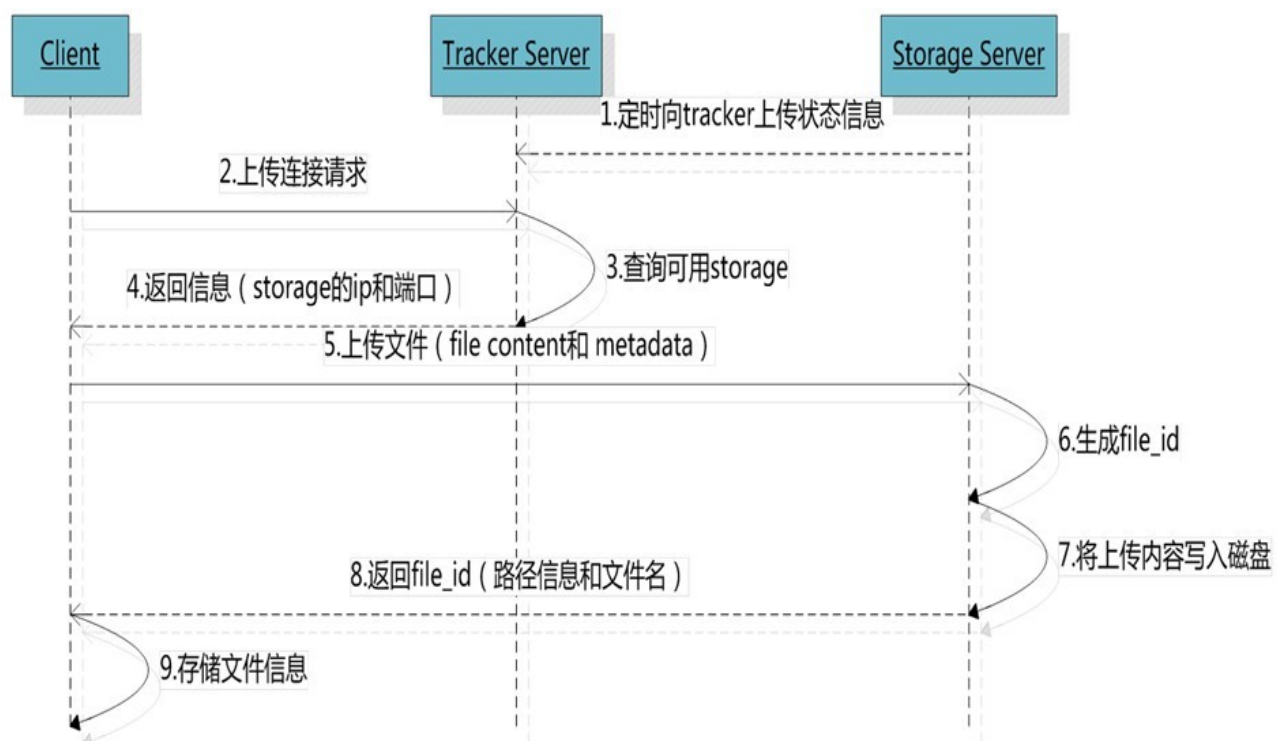 Client
Tracker Server
Storage Server
1.定时向tracker上传状态信息
2.上传连接请求
3.查询可用storage
4.返回信息（storage的ip和端口）
5.上传文件（file content和 metadata）
6.生成file_id
7.将上传内容写入磁盘
8.返回file_id（路径信息和文件名）
9.存储文件信息